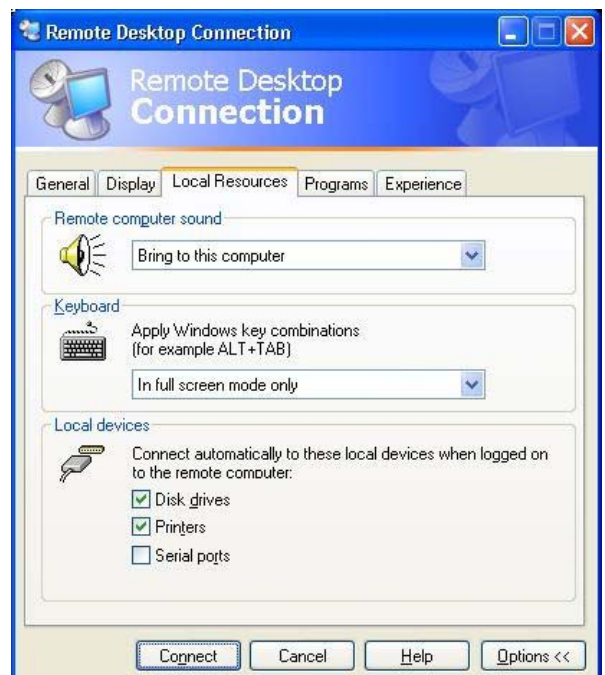 Remote Desktop Connection
Remote Desktop
Connection
General Display Local Resources Programs Experience
Remote computer sound
Bring to this computer
Keyboard
Apply Windows key combinations
(for example ALT+TAB)
In full screen mode only
Local devices
Connect automatically to these local devices when logged on
to the remote computer:
Disk drives
Printers
Serial ports
Connect Cancel Help Options <<